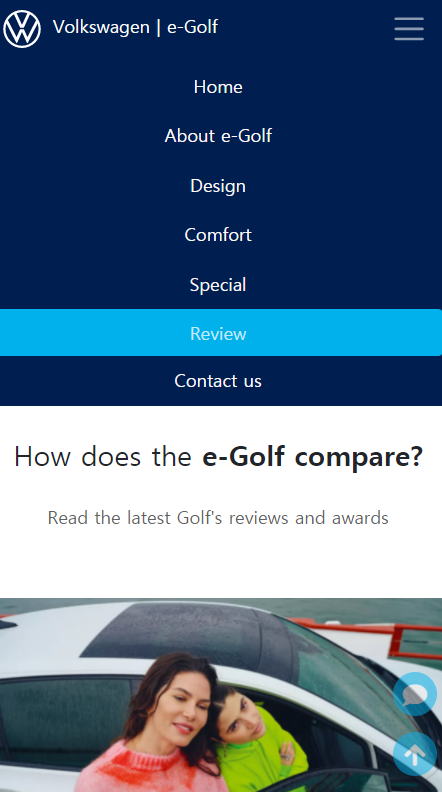 Volkswagen | e-Golf
Home
About e-Golf
Design
Comfort
Special
Review
Contact us
How does the e-Golf compare?
Read the latest Golf's reviews and awards